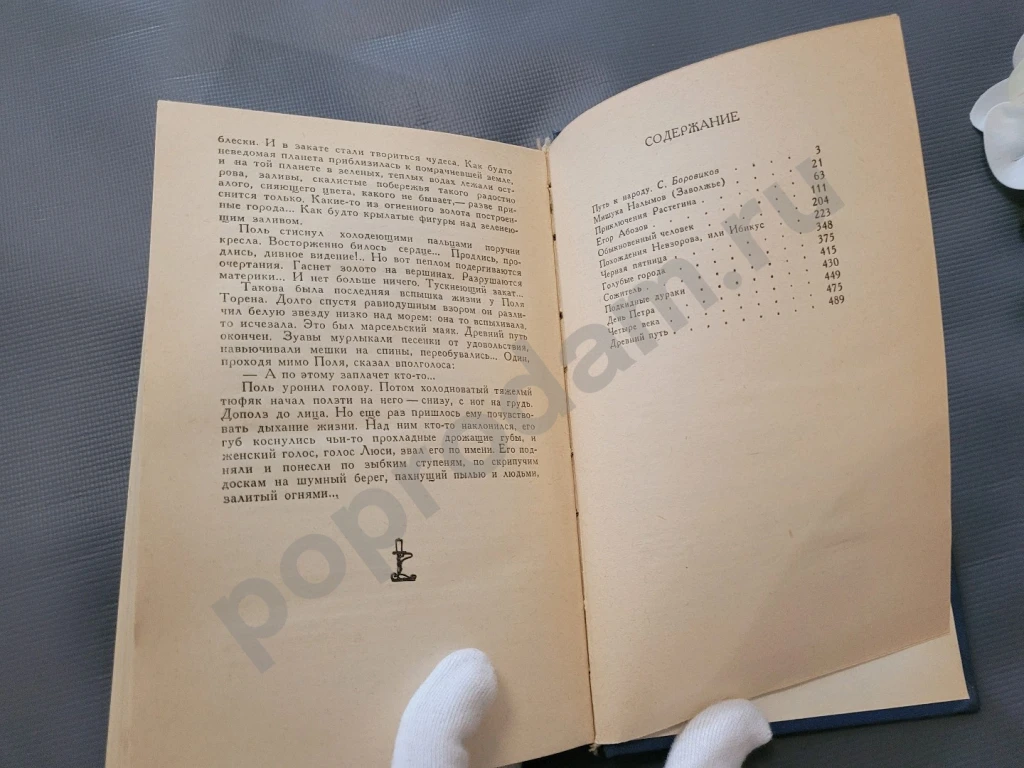 блески. И в закате стали твориться чудеса. Как будто
неведомая планета приблизилась к помрачневшей земле,
и на той планете в зеленых, теплых водах лежали ост-
рова, заливы, скалистые побережья такого радостно
алого, сияющего цвета, какого не бывает,— разве при-
снится только. Какие-то из огненного золота построен-
ные города... Как будто крылатые фигуры над зеленею-
щим заливом.
Поль стиснул холодеющими пальцами поручни
кресла. Восторженно билось сердце... Продлись, про-
длись, дивное видение!.. Но вот пеплом подергиваются
очертания. Гаснет золото на вершинах. Разрушаются
материки... И нет больше ничего. Тускнеющий закат...
Такова была последняя вспышка жизни у Поля
Торена. Долго спустя равнодушным взором он разли-
чил белую звезду низко над морем: она то вспыхивала,
то исчезала. Это был марсельский маяк. Древний путь
окончен. Зуавы мурлыкали песенки от удовольствия,
навьючивали мешки на спины, переобувались... Один,
проходя мимо Поля, сказал вполголоса:
— А по этому заплачет кто-то...
Поль уронил голову. Потом холодноватый тяжелый
тюфяк начал ползти на него — снизу, с ног на грудь.
Дополз до лица. Но еще раз пришлось ему почувство-
вать дыхание жизни. Над ним кто-то наклонился, его
губ коснулись чьи-то прохладные дрожащие губы, и
женский голос, голос Люси, звал его по имени. Его под-
няли и понесли по зыбким ступеням, по скрипучим
доскам на шумный берег, пахнущий пылью и людьми,
залитый огнями...
СОДЕРЖАНИЕ
Путь к народу. С. Боровиков . . . 3
Мишука Налымов (Заволжье) . . . 21
Приключения Растегина . . . 63
Егор Абозов . . . 111
Обыкновенный человек . . . 204
Похождения Невзорова, или Ибикус . . . 223
Черная пятница . . . 348
Голубые города . . . 375
Сожитель . . . 415
Подкидные дураки . . . 430
День Петра . . . 449
Четыре века . . . 475
Древний путь . . . 489
poprodam.ru